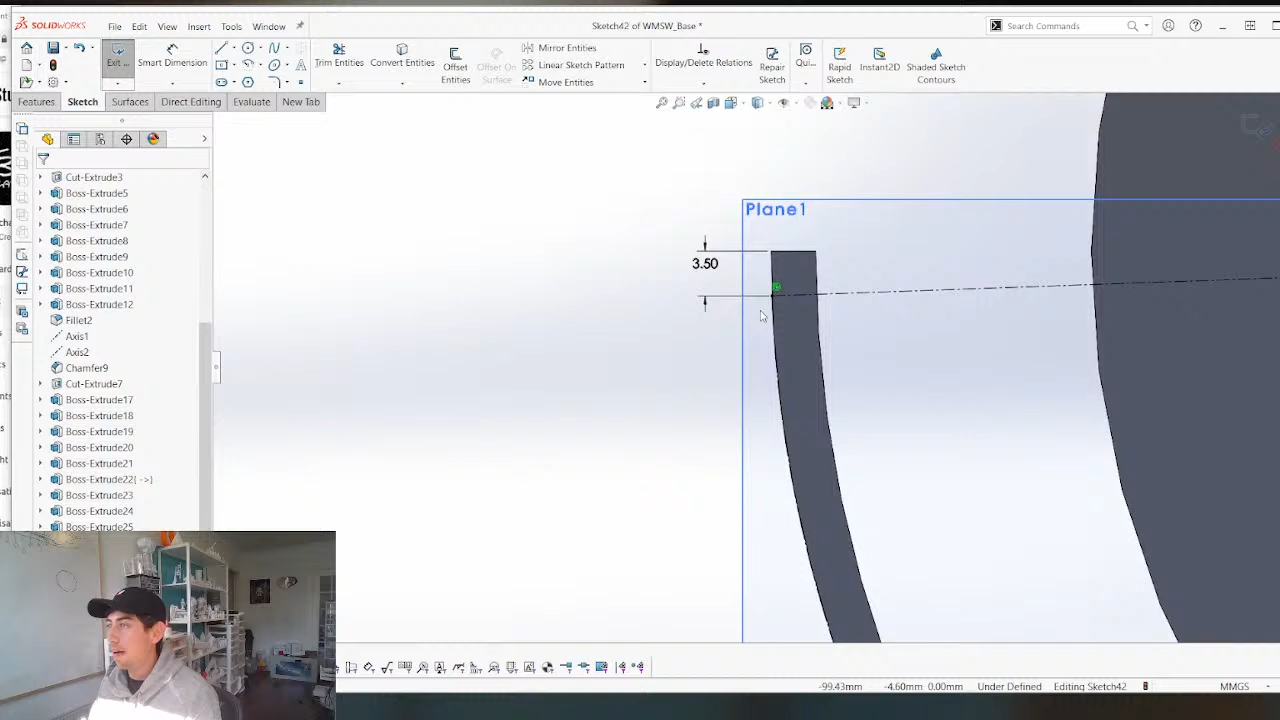 SOLIDWORKS File Edit View Insert Tools Window Sketch42 of WMSW_Base * Search Commands
Exit ... Smart Dimension Trim Entities Convert Entities Offset Entities Offset On Surface Mirror Entities Linear Sketch Pattern Move Entities Display/Delete Relations Repair Sketch Qui... Rapid Sketch Instant2D Shaded Sketch Contours
Features Sketch Surfaces Direct Editing Evaluate New Tab
Cut-Extrude3
Boss-Extrude5
Boss-Extrude6
Boss-Extrude7
Boss-Extrude8
Boss-Extrude9
Boss-Extrude10
Boss-Extrude11
Boss-Extrude12
Fillet2
Axis1
Axis2
Chamfer9
Cut-Extrude7
Boss-Extrude17
Boss-Extrude18
Boss-Extrude19
Boss-Extrude20
Boss-Extrude21
Boss-Extrude22{ ->}
Boss-Extrude23
Boss-Extrude24
Boss-Extrude25
Plane1
3.50
-99.43mm -4.60mm 0.00mm Under Defined Editing Sketch42 MMGS